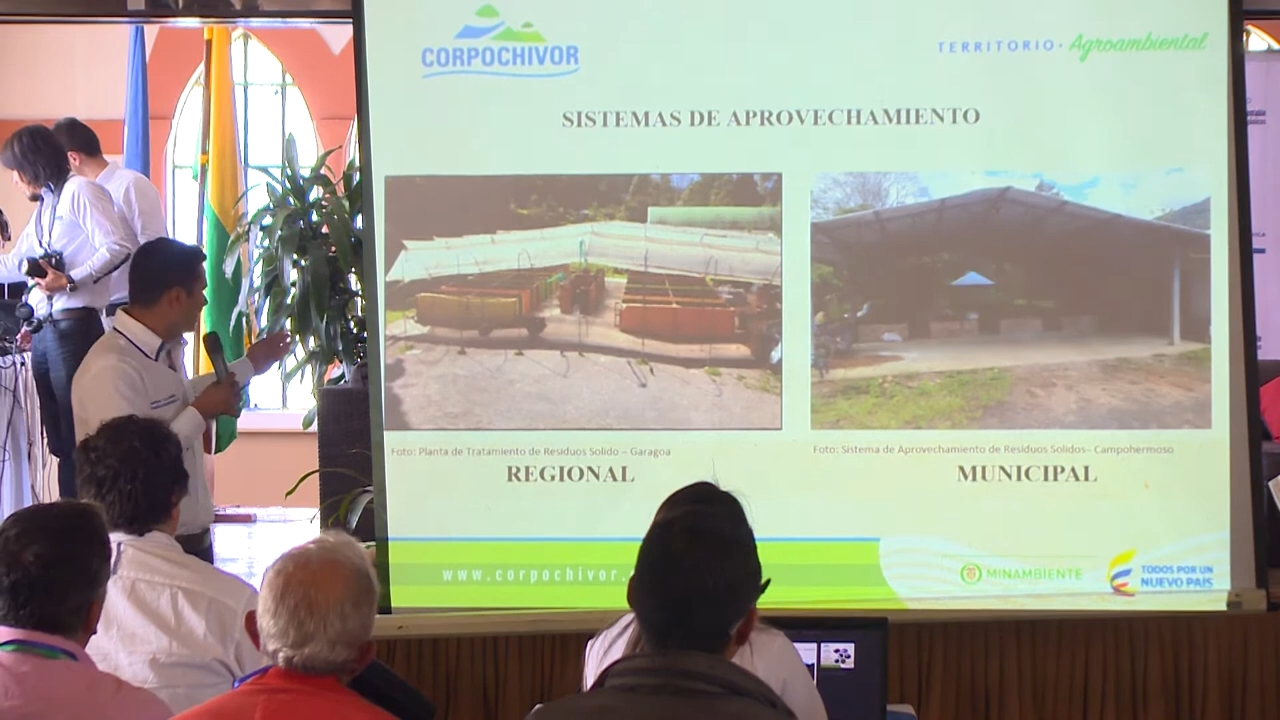 CORPOCHIVOR
TERRITORIO • Agroambiental
SISTEMAS DE APROVECHAMIENTO
Foto: Planta de Tratamiento de Residuos Solido – Garagoa
REGIONAL
Foto: Sistema de Aprovechamiento de Residuos Solidos– Campohermoso
MUNICIPAL
www.corpochivor.
MINAMBIENTE
TODOS POR UN
NUEVO PAÍS